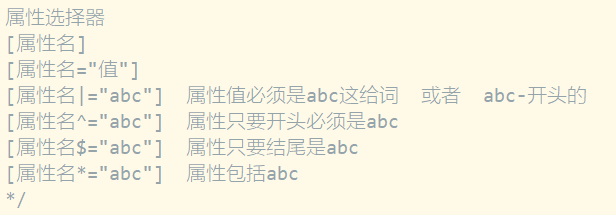 属性选择器
[属性名]
[属性名="值"]
[属性名|="abc"]  属性值必须是abc这给词  或者  abc-开头的
[属性名^="abc"]  属性只要开头必须是abc
[属性名$="abc"]  属性只要结尾是abc
[属性名*="abc"]  属性包括abc
*/